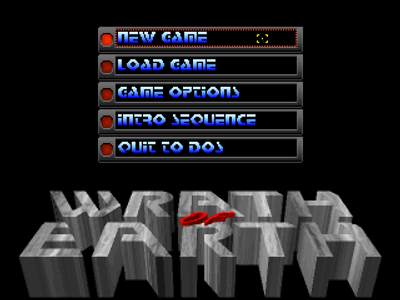 NEW GAME
LOAD GAME
GAME OPTIONS
INTRO SEQUENCE
QUIT TO DOS
WRATH
OF
EARTH